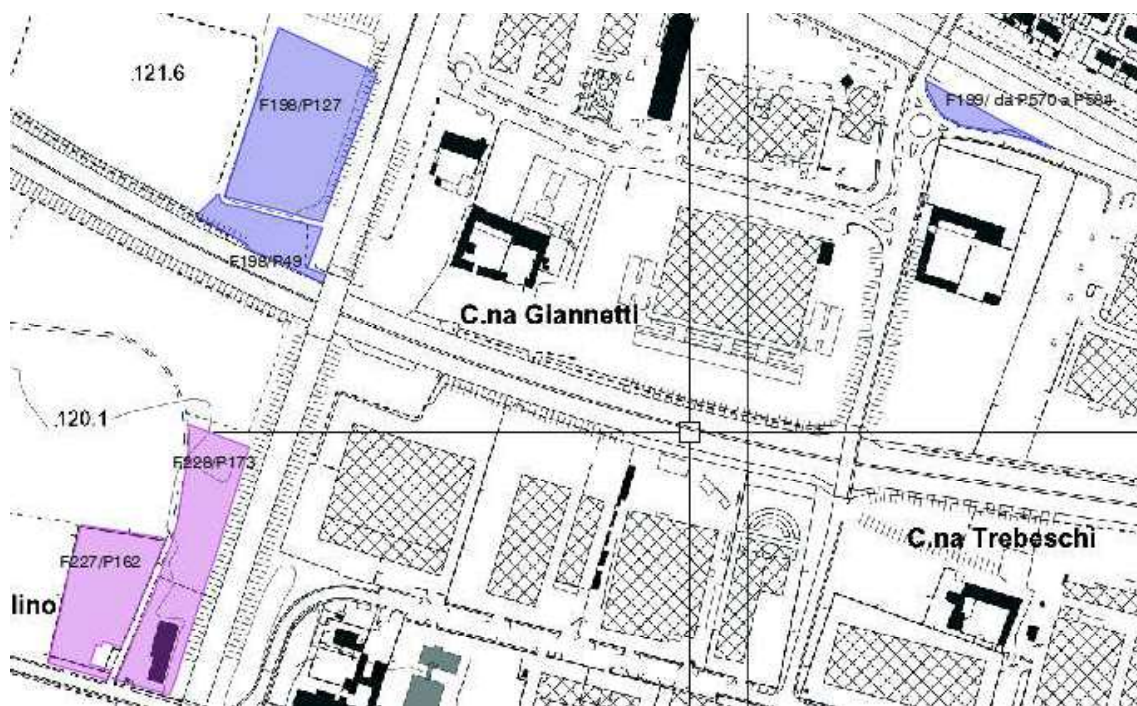 121.6
F198/P127
F199/ da P570 a P584
F198/P49
C.na Giannetti
120.1
F228/P173
F227/P162
C.na Trebeschi
lino